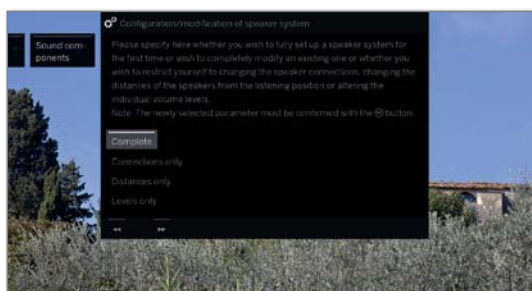 Configuration/modification of speaker system
Sound com-
ponents
Please specify here whether you wish to fully set up a speaker system for
the first time or wish to completely modify an existing one or whether you
wish to restrict yourself to changing the speaker connections, changing the
distances of the speakers from the listening position or altering the
individual volume levels.
Note: The newly selected parameter must be confirmed with the OK button.
Complete
Connections only
Distances only
Levels only